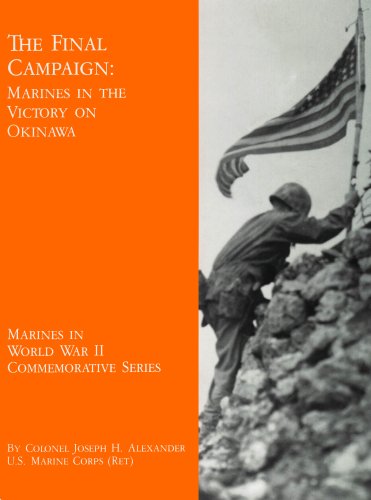 THE FINAL
CAMPAIGN:
MARINES IN THE
VICTORY ON
OKINAWA
MARINES IN
WORLD WAR II
COMMEMORATIVE SERIES
BY COLONEL JOSEPH H. ALEXANDER
U.S. MARINE CORPS (RET)